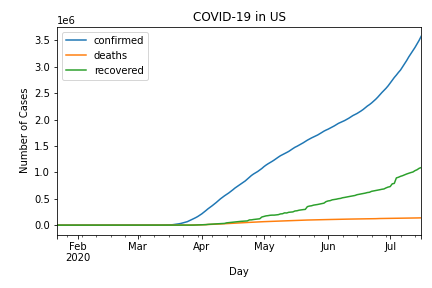 COVID-19 in US
1e6
confirmed
deaths
recovered
3.5
3.0
2.5
2.0
1.5
1.0
0.5
0.0
Number of Cases
Feb Mar Apr May Jun Jul
2020
Day